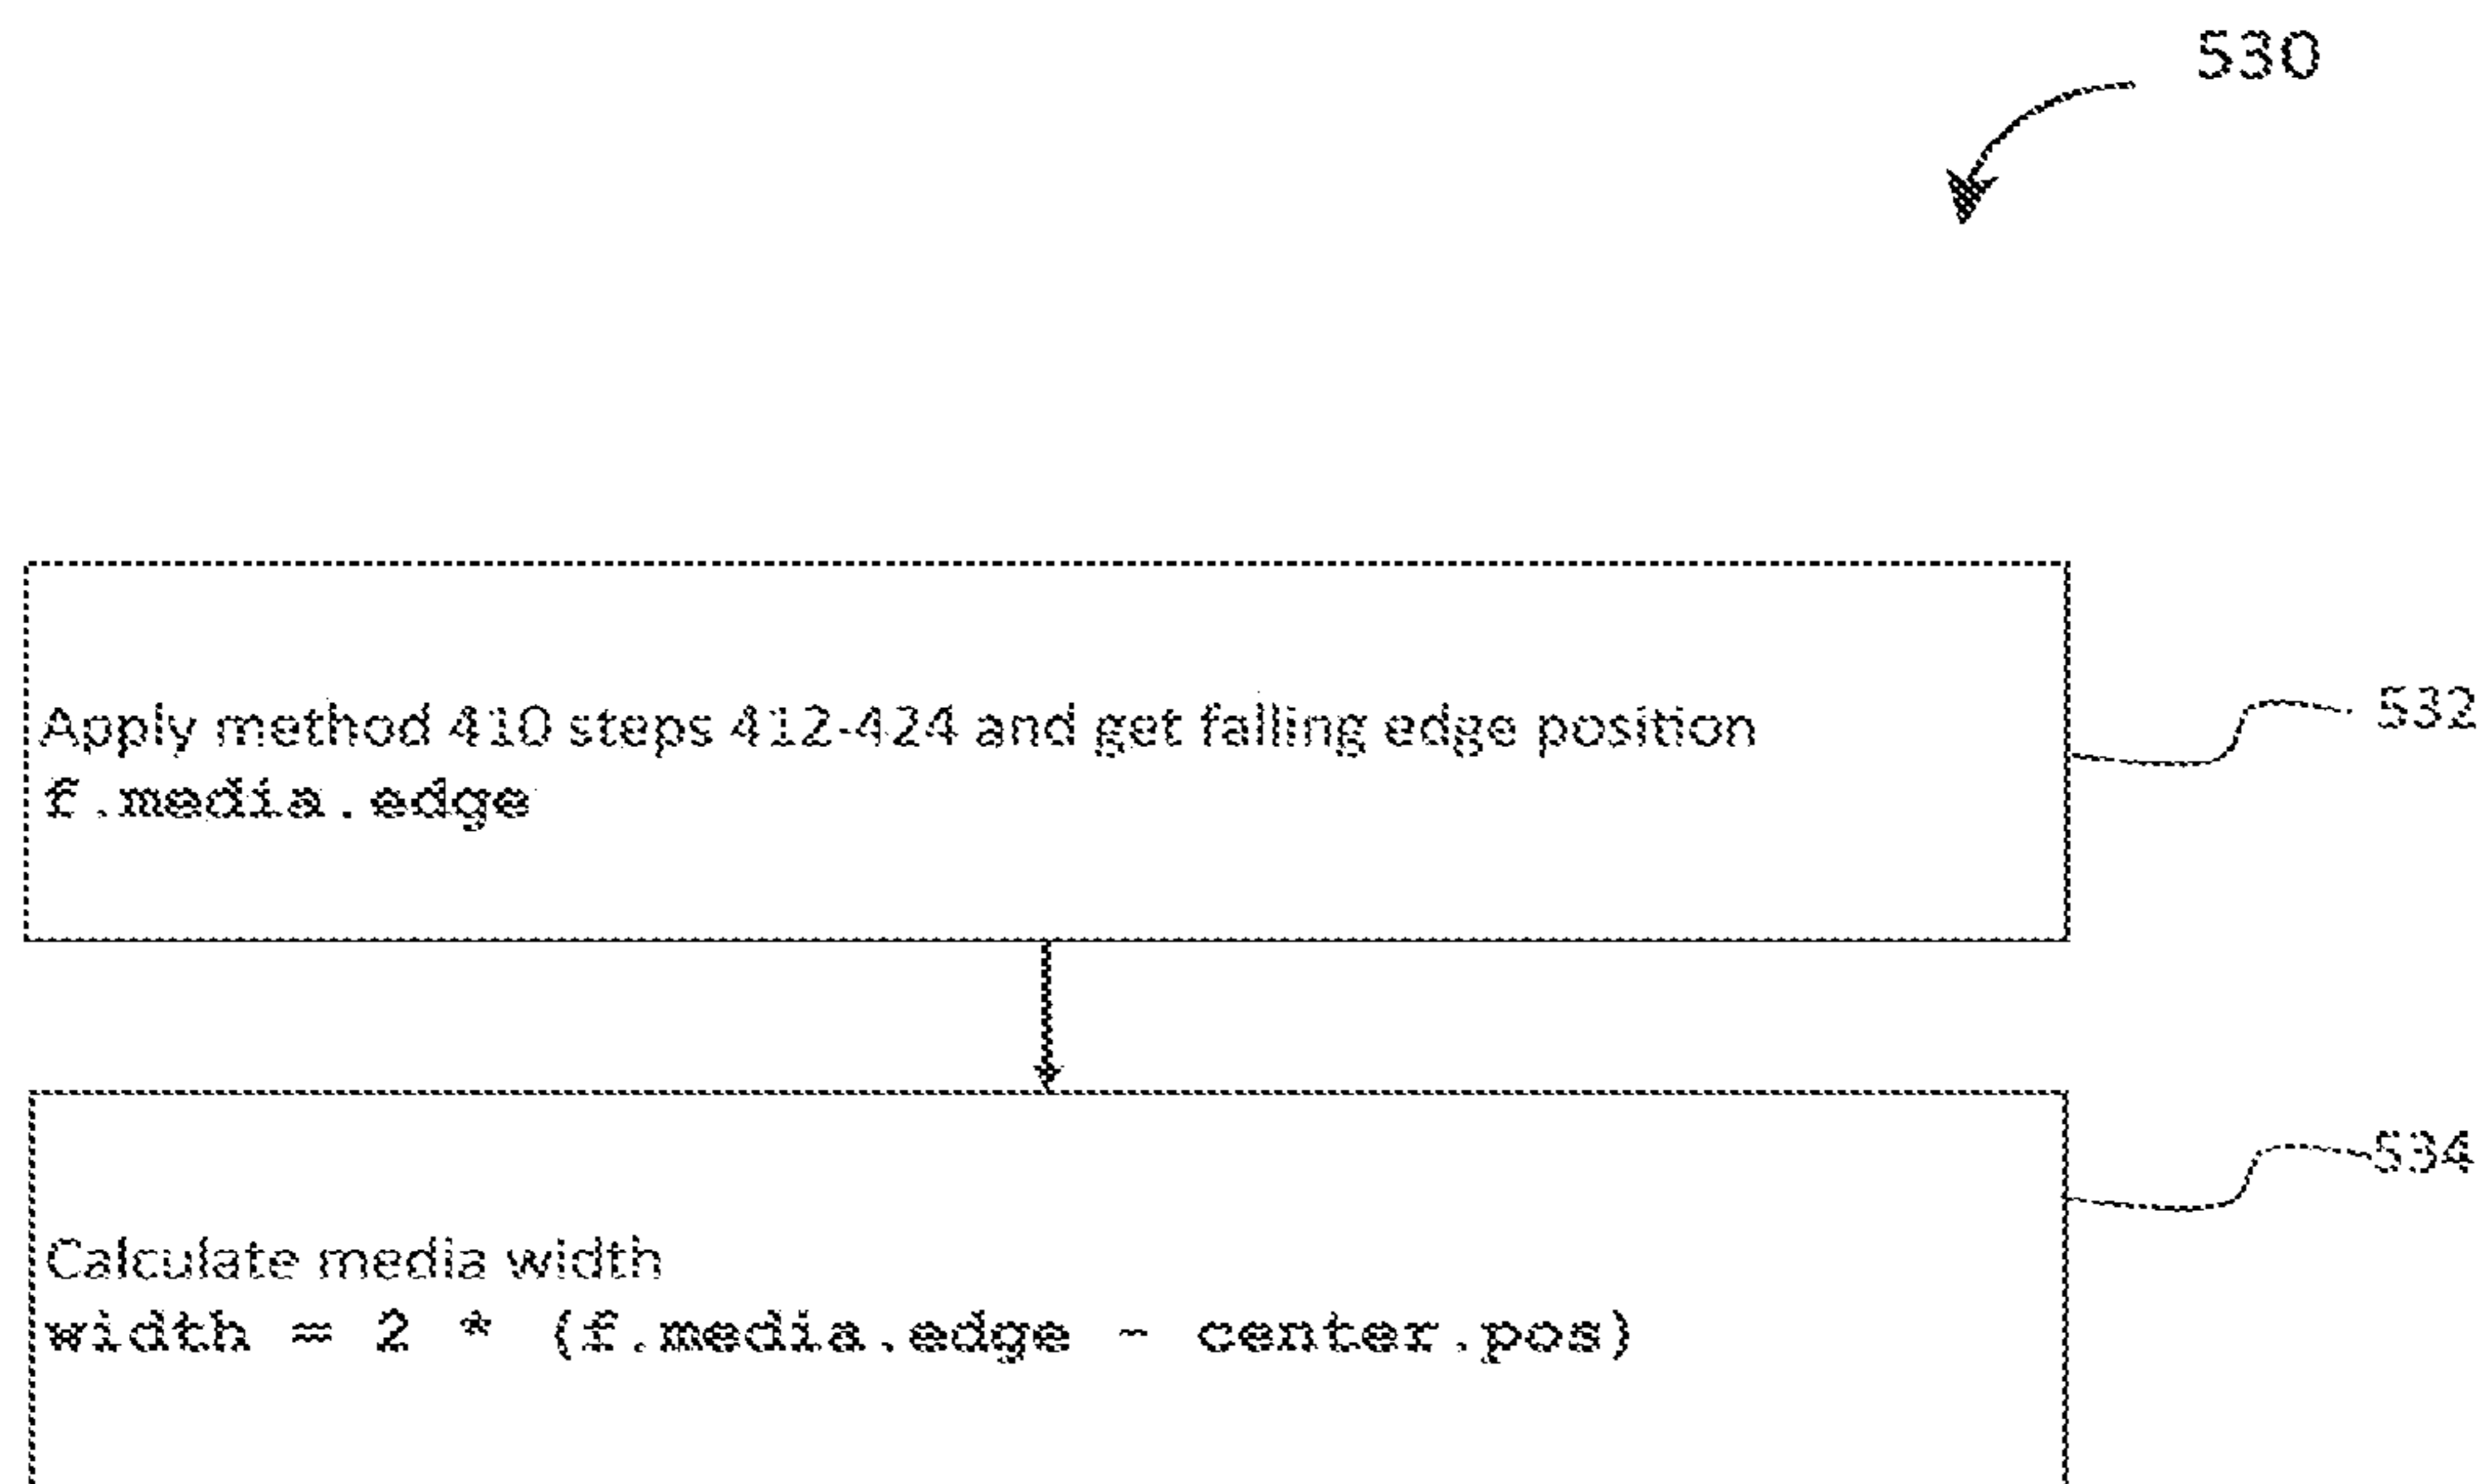 530
Apply method 410 steps 412-424 and get falling edge position
f.media.edge
532
534
Calculate media width
width = 2 * (f.media.edge - center.pos)